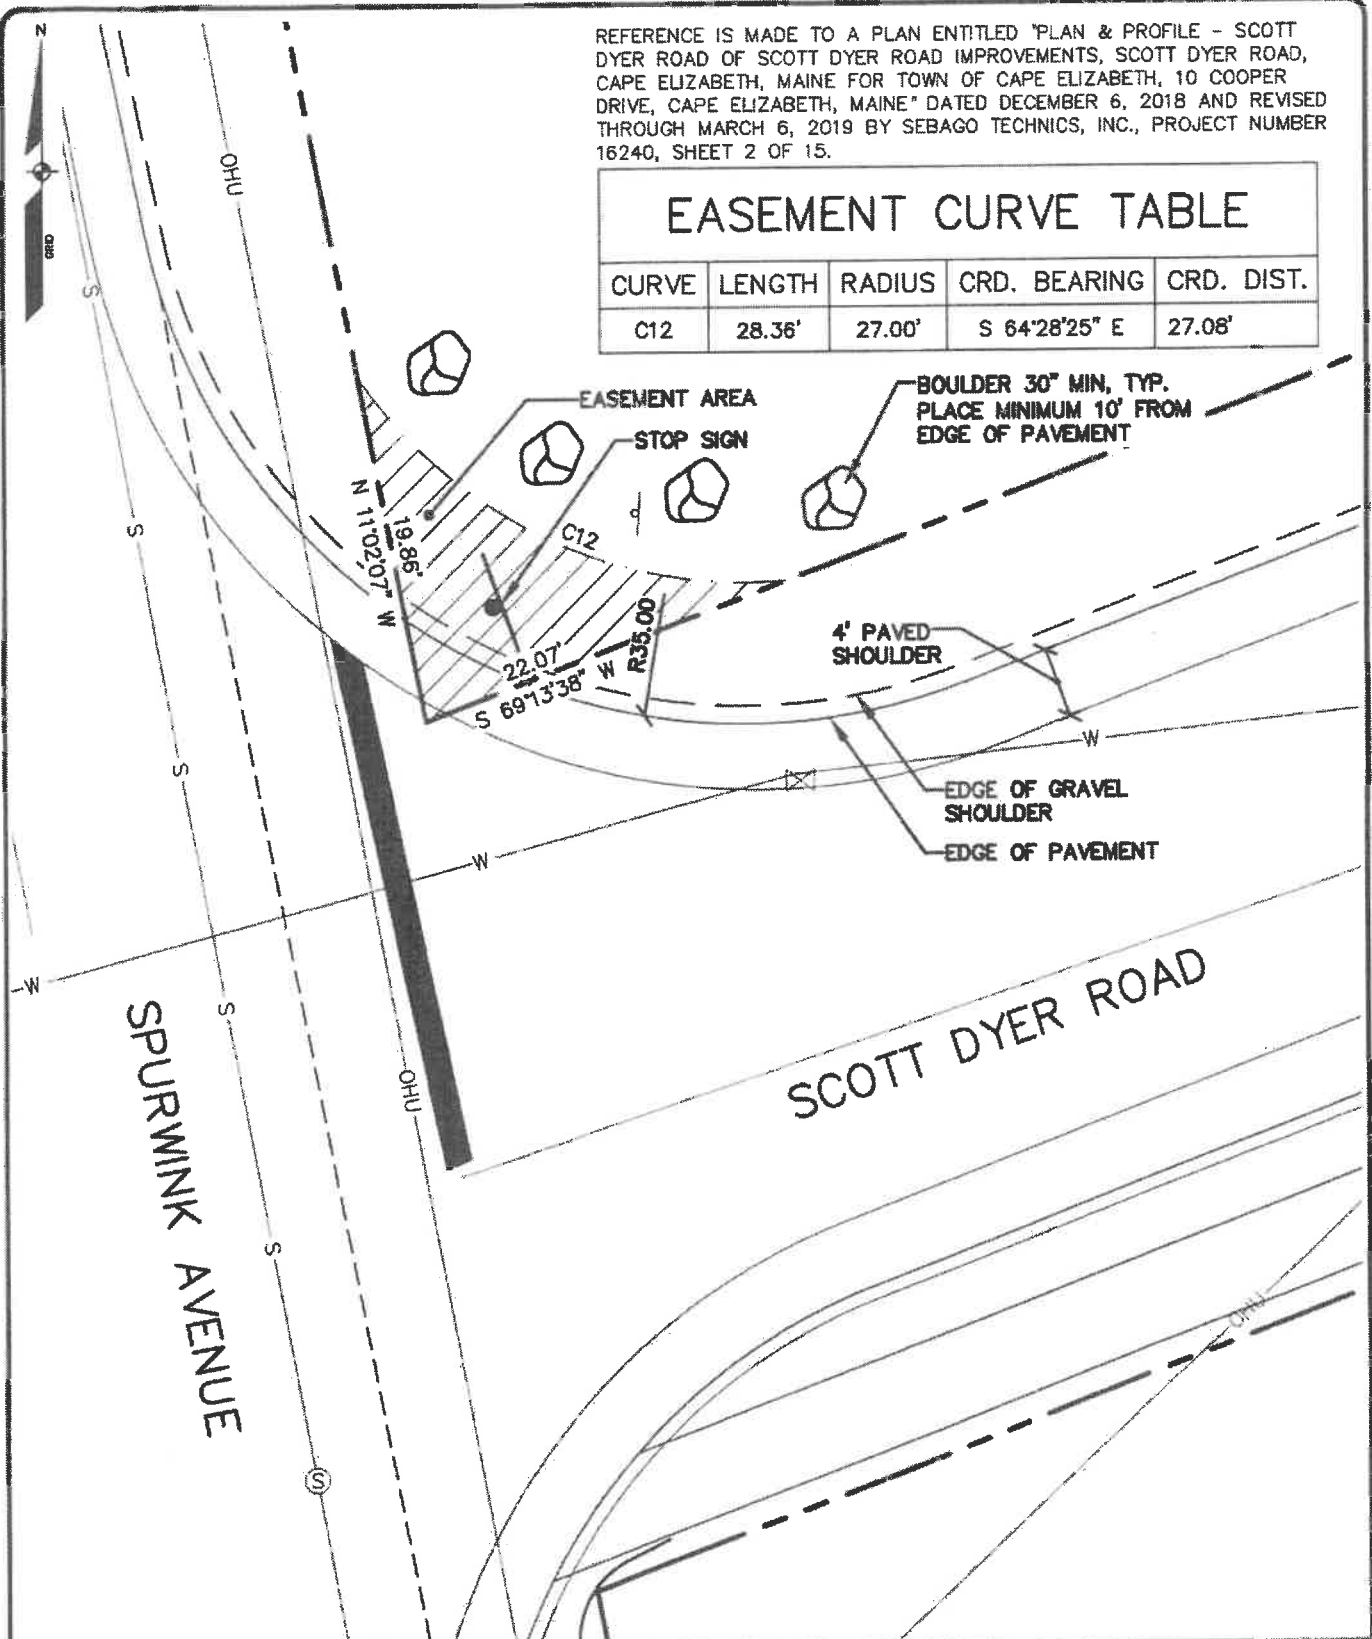 N
GRID
REFERENCE IS MADE TO A PLAN ENTITLED "PLAN & PROFILE - SCOTT
DYER ROAD OF SCOTT DYER ROAD IMPROVEMENTS, SCOTT DYER ROAD,
CAPE ELIZABETH, MAINE FOR TOWN OF CAPE ELIZABETH, 10 COOPER
DRIVE, CAPE ELIZABETH, MAINE" DATED DECEMBER 6, 2018 AND REVISED
THROUGH MARCH 6, 2019 BY SEBAGO TECHNICS, INC., PROJECT NUMBER
16240, SHEET 2 OF 15.
EASEMENT CURVE TABLE
CURVE LENGTH RADIUS CRD. BEARING CRD. DIST.
C12 28.36' 27.00' S 64°28'25" E 27.08'
OHU
S
EASEMENT AREA
STOP SIGN
BOULDER 30" MIN, TYP.
PLACE MINIMUM 10' FROM
EDGE OF PAVEMENT
N 11°02'07" W
19.86'
C12
S
22.07'
S 69°13'38" W
R35.00
4' PAVED
SHOULDER
W
S
EDGE OF GRAVEL
SHOULDER
EDGE OF PAVEMENT
W
W
S
OHU
SPURWINK AVENUE
SCOTT DYER ROAD
S
OHU
S